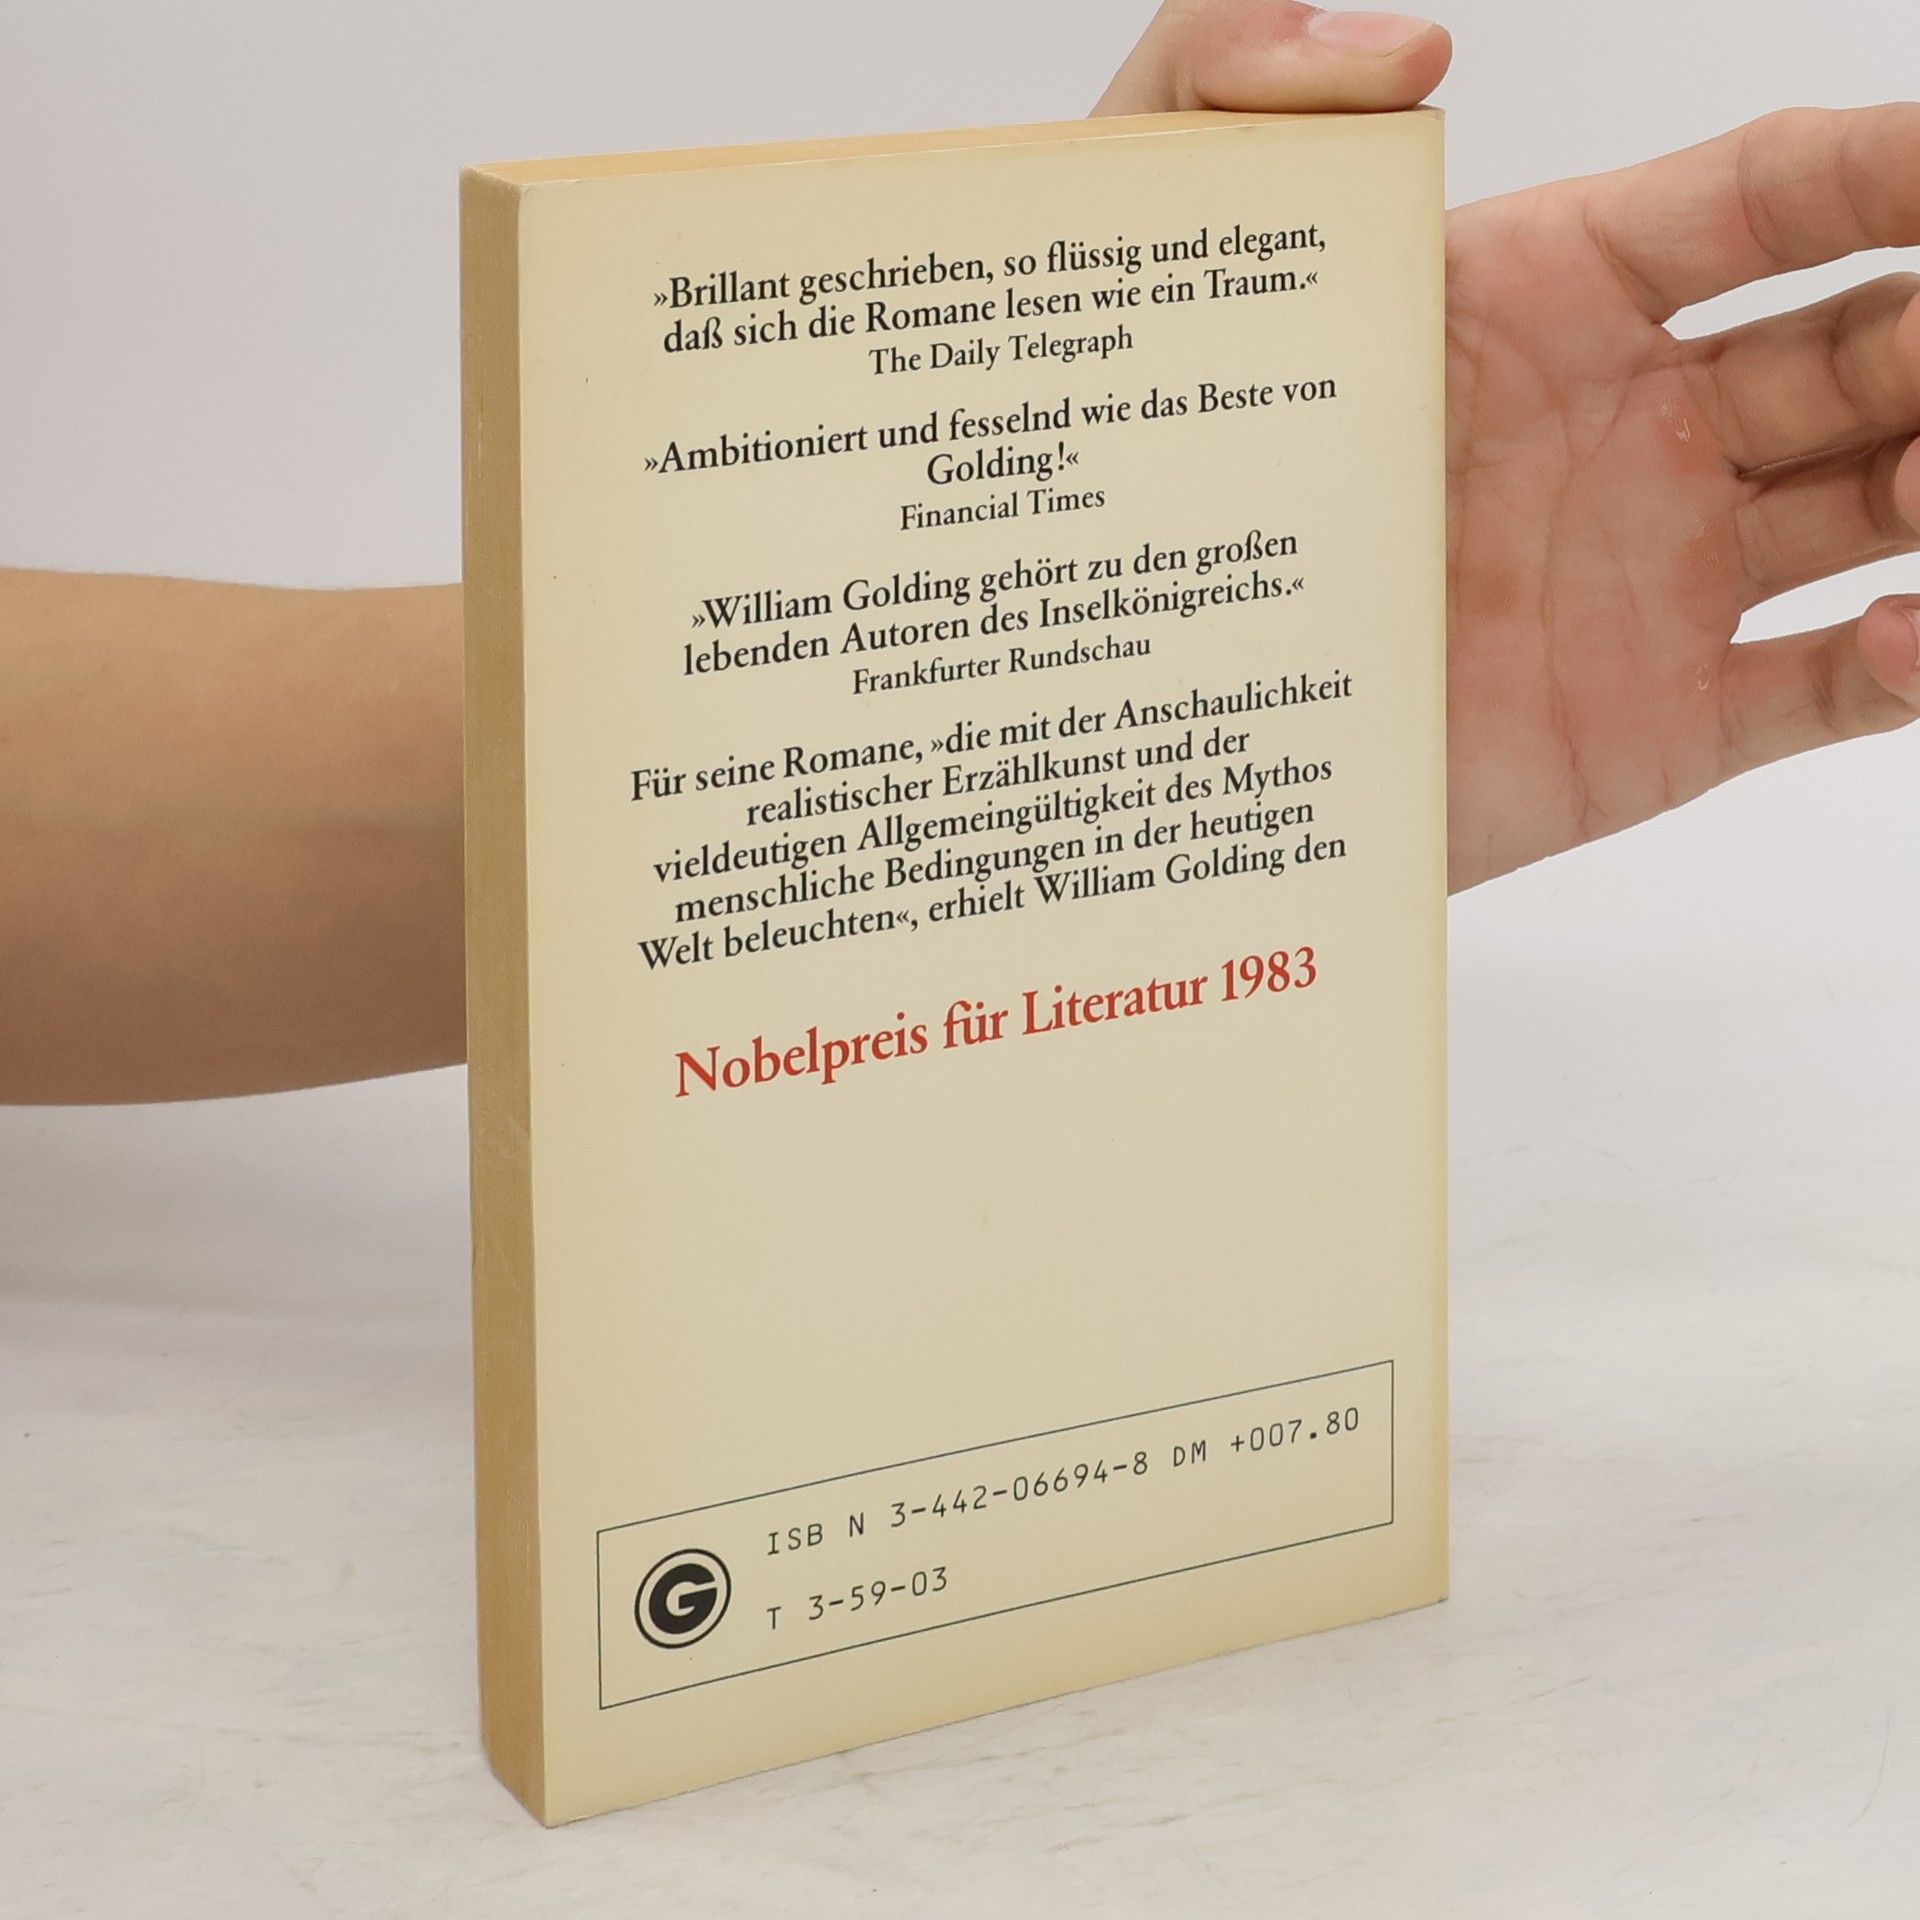 »Brillant geschrieben, so flüssig und elegant,
daß sich die Romane lesen wie ein Traum.«
The Daily Telegraph
»Ambitioniert und fesselnd wie das Beste von
Golding!«
Financial Times
»William Golding gehört zu den großen
lebenden Autoren des Inselkönigreichs.«
Frankfurter Rundschau
Für seine Romane, »die mit der Anschaulichkeit
realistischer Erzählkunst und der
vieldeutigen Allgemeingültigkeit des Mythos
menschliche Bedingungen in der heutigen
Welt beleuchten«, erhielt William Golding den
Nobelpreis für Literatur 1983
ISB N 3-442-06694-8 DM +007.80
G
T 3-59-03